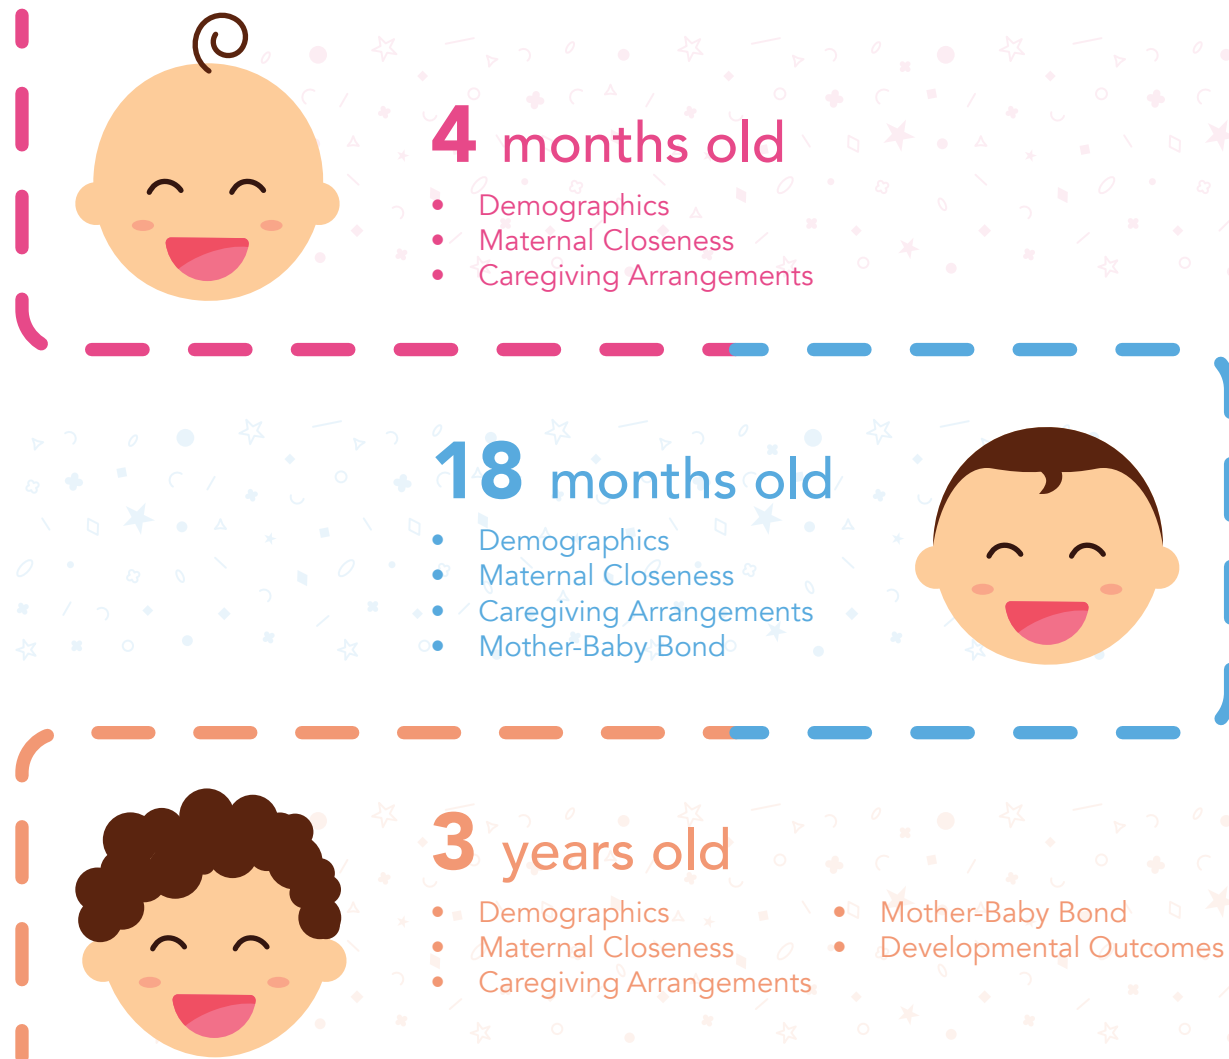 4 months old
• Demographics
• Maternal Closeness
• Caregiving Arrangements
18 months old
• Demographics
• Maternal Closeness
• Caregiving Arrangements
• Mother-Baby Bond
3 years old
• Demographics
• Maternal Closeness
• Caregiving Arrangements
• Mother-Baby Bond
• Developmental Outcomes